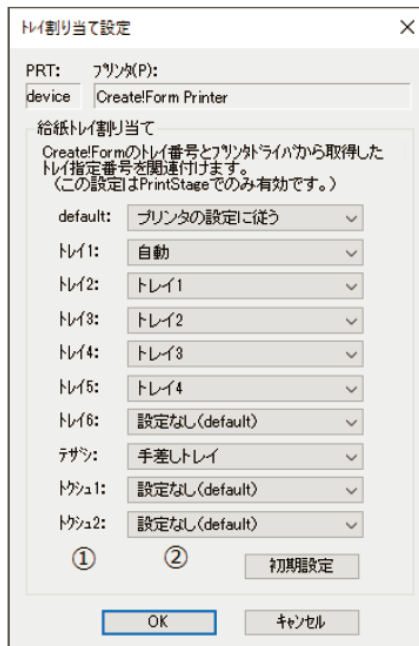 トレイ割り当て設定
PRT: プリンタ(P):
device Create!Form Printer
給紙トレイ割り当て
Create!Formのトレイ番号とプリンタドライバから取得した
トレイ指定番号を関連付けます。
(この設定はPrintStageでのみ有効です。)
default: プリンタの設定に従う
トレイ1: 自動
トレイ2: トレイ1
トレイ3: トレイ2
トレイ4: トレイ3
トレイ5: トレイ4
トレイ6: 設定なし(default)
テザシ: 手差しトレイ
トクシュ1: 設定なし(default)
トクシュ2: 設定なし(default)
① ②
初期設定
OK キャンセル